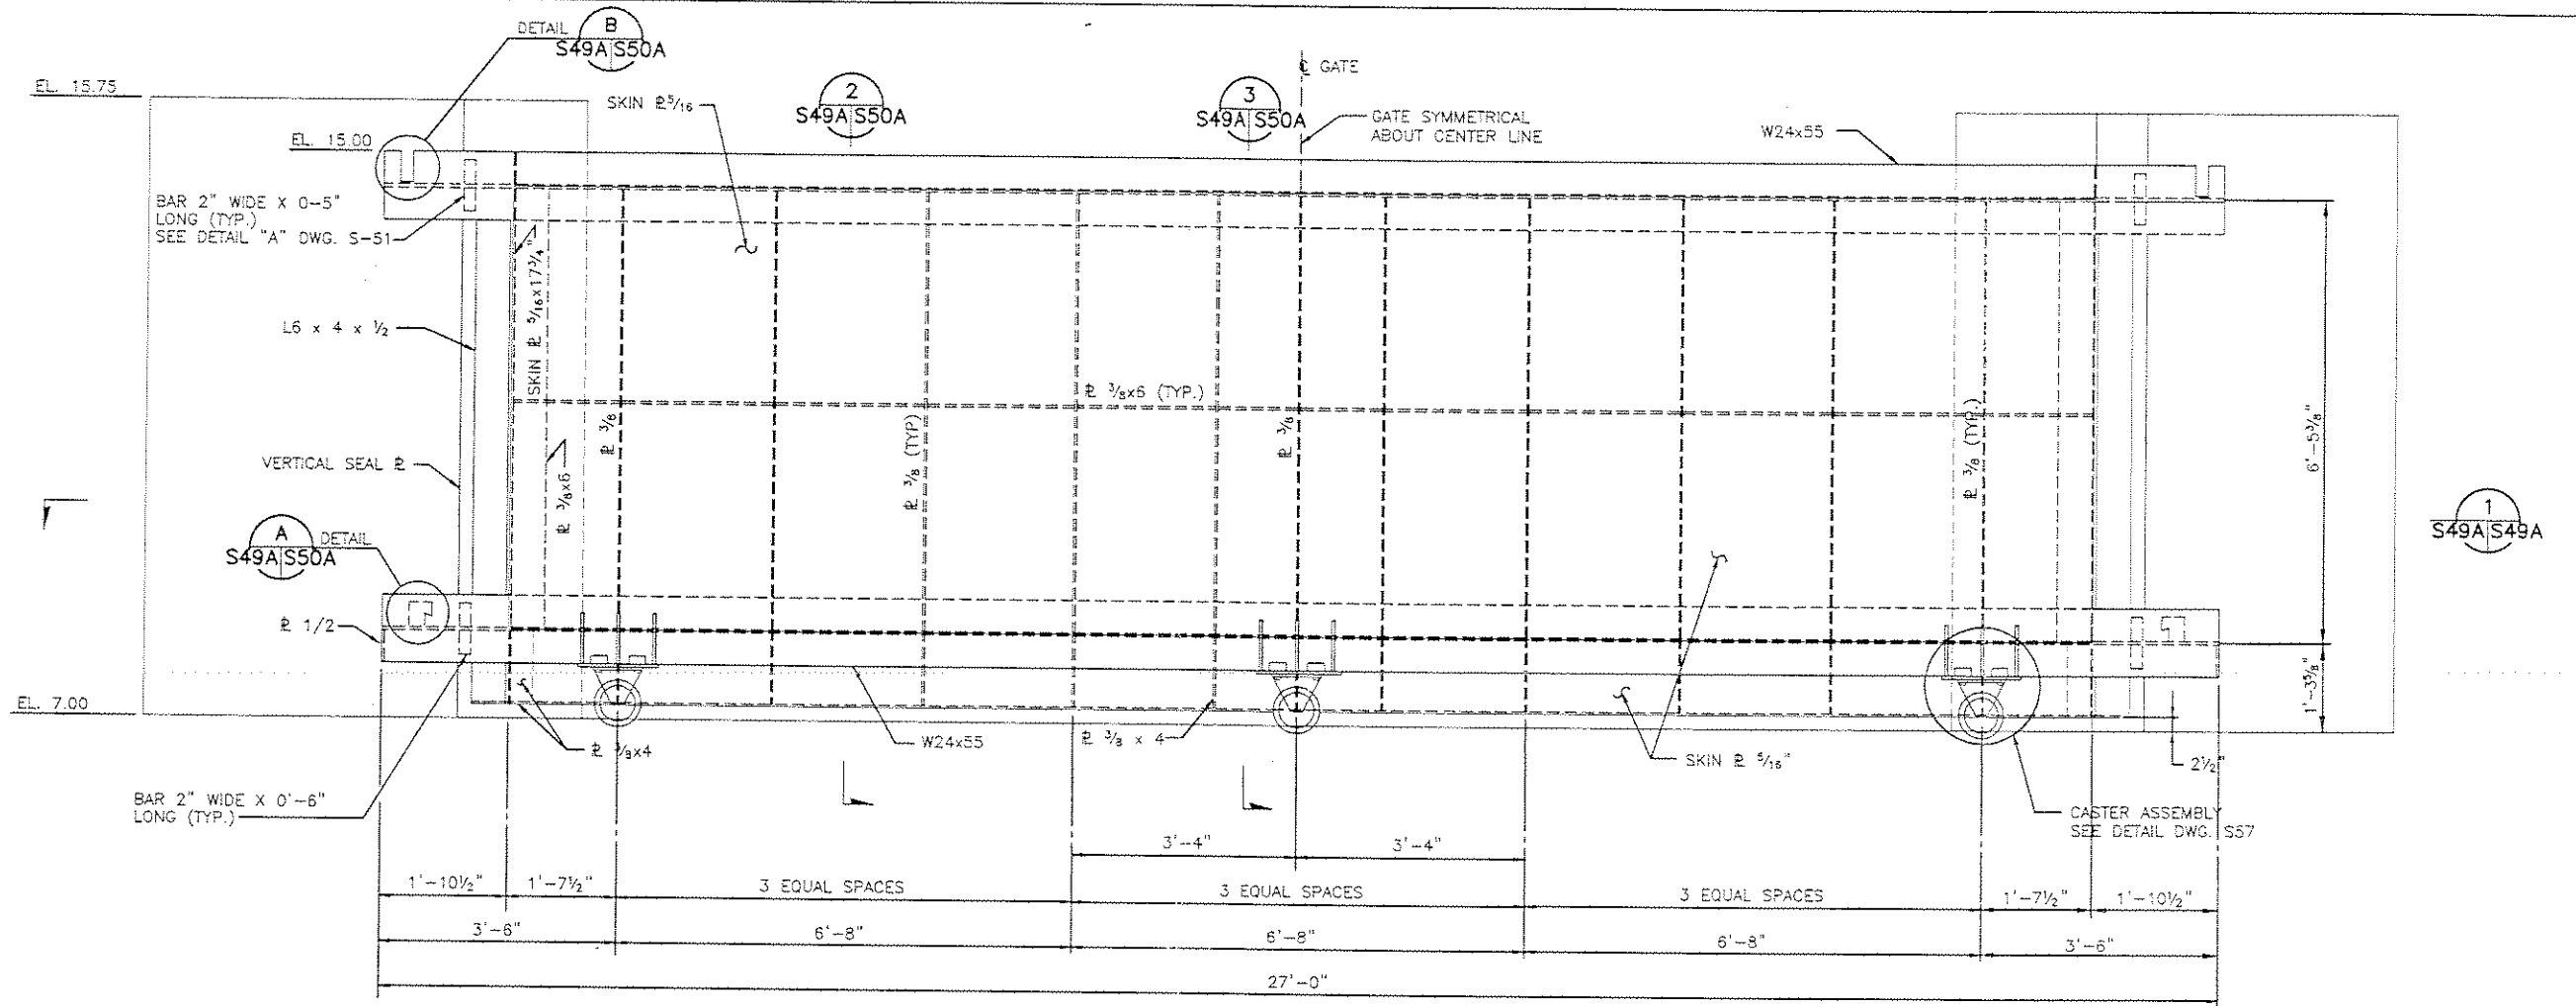 DETAIL
B
S49A S50A
EL. 15.75
SKIN ⅊ 5/16
2
S49A S50A
3
S49A S50A
℄ GATE
GATE SYMMETRICAL
ABOUT CENTER LINE
W24x55
EL. 15.00
BAR 2" WIDE X 0-5"
LONG (TYP.)
SEE DETAIL "A" DWG. S-51
SKIN ⅊ 5/16x17 3/4"
L6 x 4 x 1/2
⅊ 3/8x6 (TYP.)
⅊ 3/8
⅊ 3/8 (TYP)
⅊ 3/8
⅊ 3/8 (TYP.)
6'-5 3/8"
VERTICAL SEAL ⅊
⅊ 3/8x6
A
DETAIL
S49A S50A
1
S49A S49A
⅊ 1/2
1'-3 5/8"
EL. 7.00
⅊ 3/8x4
W24x55
⅊ 3/8 x 4
SKIN ⅊ 5/16"
2 1/2"
BAR 2" WIDE X 0'-6"
LONG (TYP.)
CASTER ASSEMBLY
SEE DETAIL DWG. S57
3'-4"
3'-4"
1'-10 1/2"
1'-7 1/2"
3 EQUAL SPACES
3 EQUAL SPACES
3 EQUAL SPACES
1'-7 1/2"
1'-10 1/2"
3'-6"
6'-8"
6'-8"
6'-8"
3'-6"
27'-0"